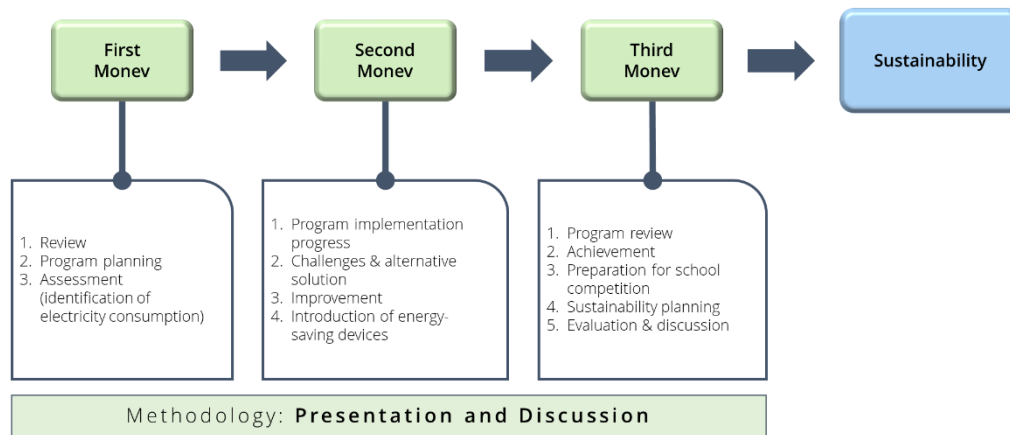 First
Monev
Second
Monev
Third
Monev
Sustainability
1. Review
2. Program planning
3. Assessment
(identification of
electricity consumption)
1. Program implementation
progress
2. Challenges & alternative
solution
3. Improvement
4. Introduction of energy-
saving devices
1. Program review
2. Achievement
3. Preparation for school
competition
4. Sustainability planning
5. Evaluation & discussion
Methodology: Presentation and Discussion